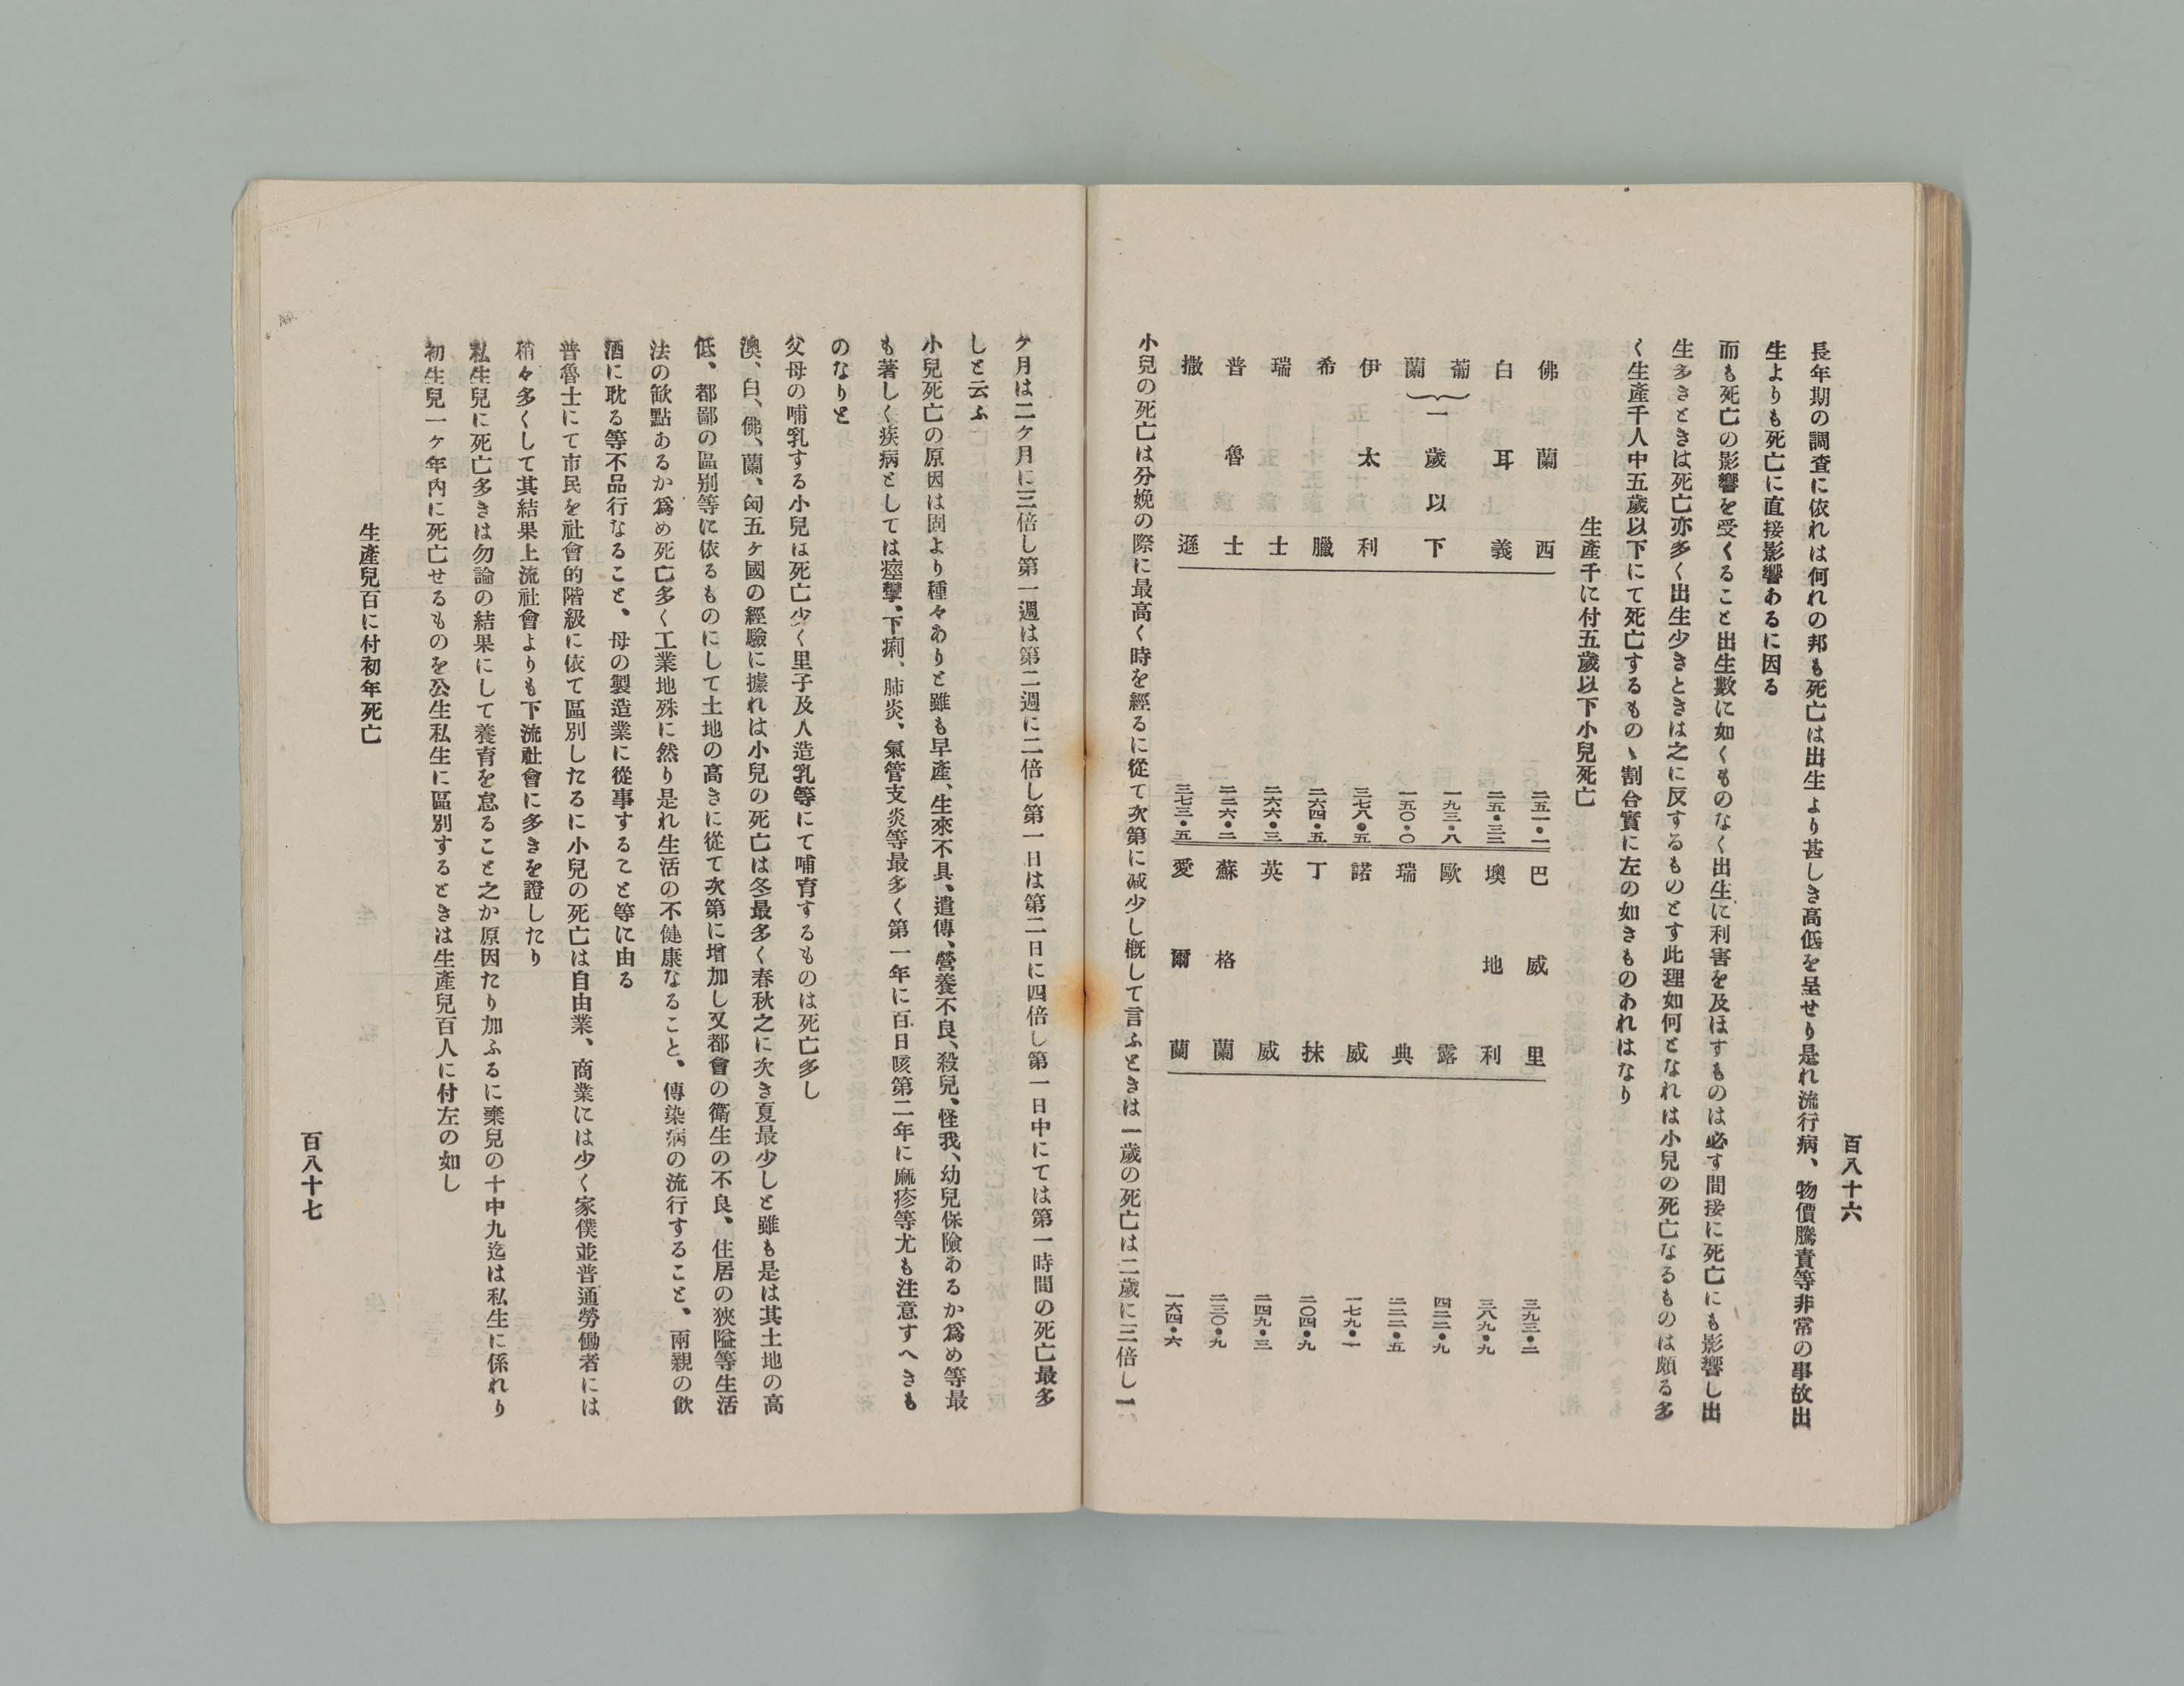 百八十六
長年期の調査に依れは何れの邦も死亡は出生より甚しき高低を呈せり是れ流行病、物價騰貴等非常の事故出
生よりも死亡に直接影響あるに因る
而も死亡の影響を受くること出生數に如くものなく出生に利害を及ほすものは必す間接に死亡にも影響し出
生多きときは死亡亦多く出生少きときは之に反するものとす此理如何となれは小兒の死亡なるものは頗る多
く生產千人中五歲以下にて死亡するものゝ割合實に左の如きものあれはなり
生產千に付五歲以下小兒死亡
佛蘭西 二五一・一 巴威里 三九三・二
白耳義 二五・三三 墺地利 三八九・九
葡 一歲以下 一九三・八 歐露 四二二・九
蘭 一歲以下 一五〇・〇 瑞典 二二二・五
伊太利 三七八・五 諾威 一七九・一
希臘 二六四・五 丁抹 二〇四・九
瑞士 二六六・三 英威 二四九・三
普魯士 二二六・二 蘇格蘭 二三〇・九
撒遜 三七三・五 愛爾蘭 一六四・六
小兒の死亡は分娩の際に最高く時を經るに從て次第に減少し概して言ふときは一歲の死亡は二歲に三倍し一
ケ月は二ケ月に三倍し第一週は第二週に二倍し第一日は第二日に四倍し第一日中にては第一時間の死亡最多
しと云ふ
小兒死亡の原因は固より種々ありと雖も早產、生來不具、遺傳、營養不良、殺兒、怪我、幼兒保險あるか爲め等最
も著しく疾病としては痙攣、下痢、肺炎、氣管支炎等最多く第一年に百日咳第二年に麻疹等尤も注意すへきも
のなりと
父母の哺乳する小兒は死亡少く里子及人造乳等にて哺育するものは死亡多し
澳、白、佛、蘭、匈五ケ國の經驗に據れは小兒の死亡は冬最多く春秋之に次き夏最少しと雖も是は其土地の高
低、都鄙の區別等に依るものにして土地の高きに從て次第に增加し又都會の衛生の不良、住居の狹隘等生活
法の歉點あるか爲め死亡多く工業地殊に然り是れ生活の不健康なること、傳染病の流行すること、兩親の飮
酒に耽る等不品行なること、母の製造業に從事すること等に由る
普魯士にて市民を社會的階級に依て區別したるに小兒の死亡は自由業、商業には少く家僕並普通勞働者には
稍々多くして其結果上流社會よりも下流社會に多きを證したり
私生兒に死亡多きは勿論の結果にして養育を怠ること之か原因たり加ふるに棄兒の十中九迄は私生に係れり
初生兒一ケ年內に死亡せるものを公生私生に區別するときは生產兒百人に付左の如し
生產兒百に付初年死亡
百八十七